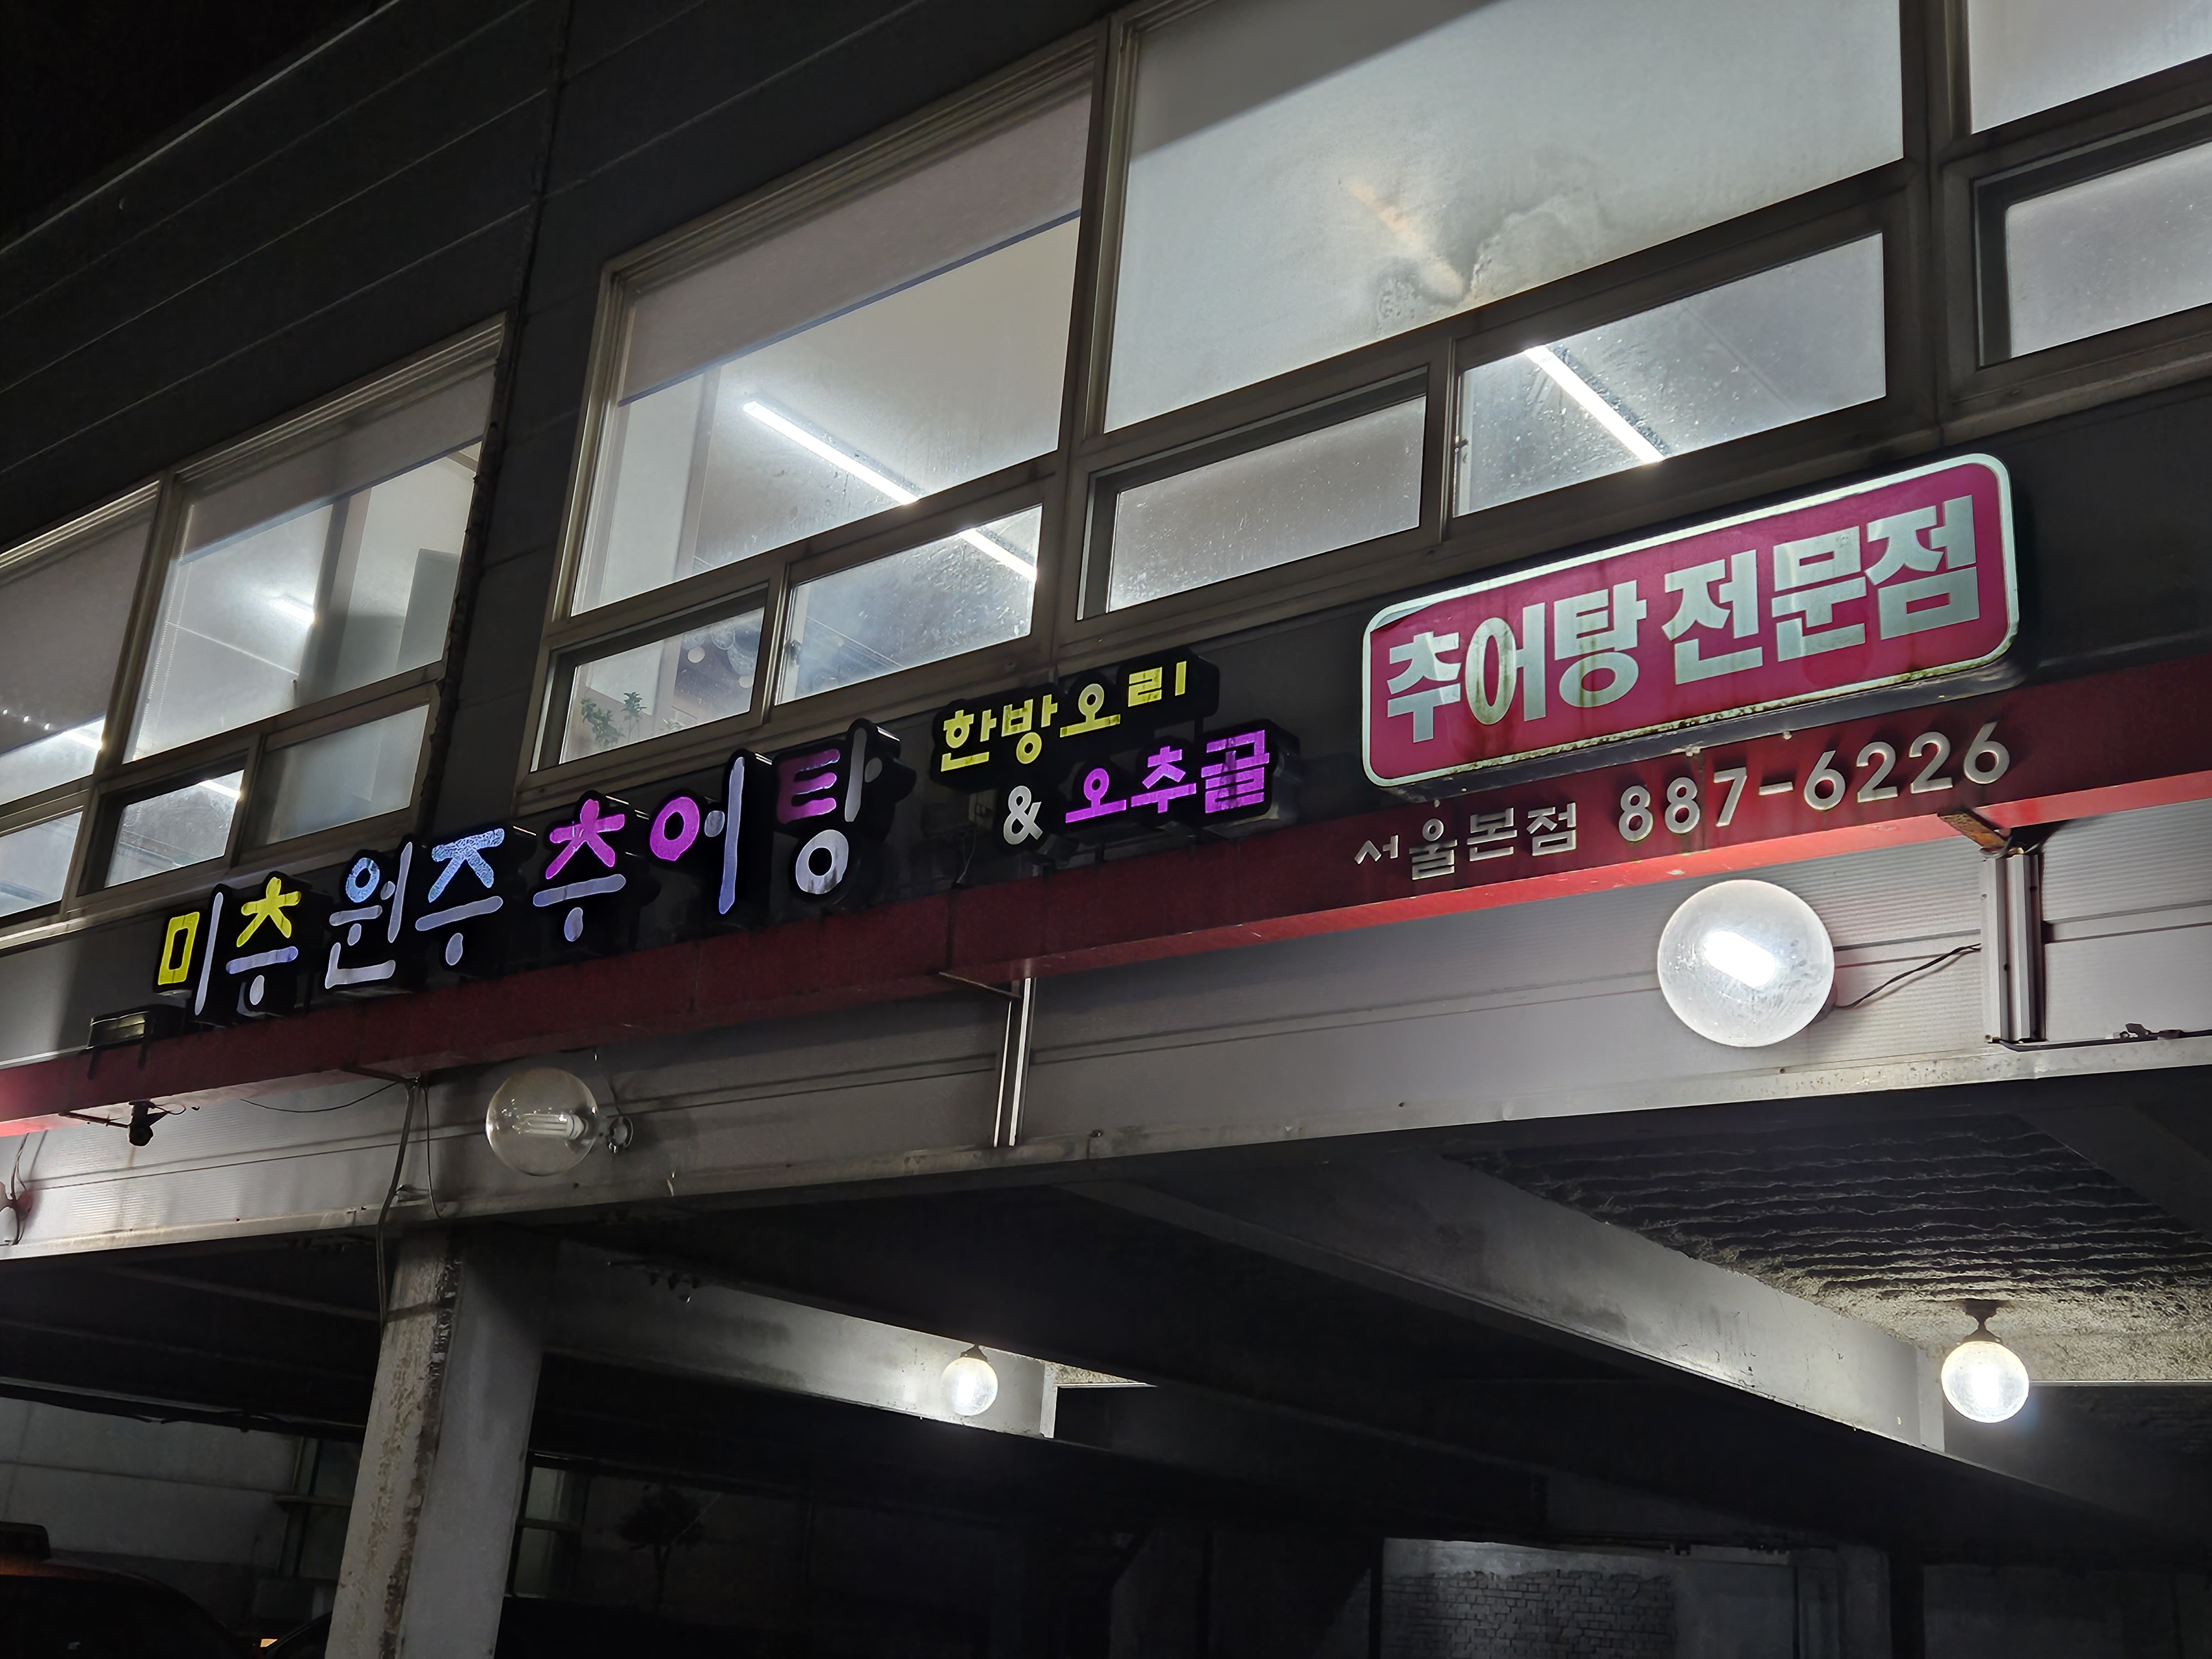 미추원주추어탕
한방오리
& 오추골
추어탕전문점
서울본점 887-6226